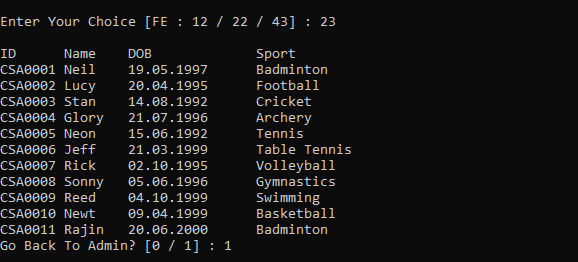 Enter Your Choice [FE : 12 / 22 / 43] : 23
ID Name DOB Sport
CSA0001 Neil 19.05.1997 Badminton
CSA0002 Lucy 20.04.1995 Football
CSA0003 Stan 14.08.1992 Cricket
CSA0004 Glory 21.07.1996 Archery
CSA0005 Neon 15.06.1992 Tennis
CSA0006 Jeff 21.03.1999 Table Tennis
CSA0007 Rick 02.10.1995 Volleyball
CSA0008 Sonny 05.06.1996 Gymnastics
CSA0009 Reed 04.10.1999 Swimming
CSA0010 Newt 09.04.1999 Basketball
CSA0011 Rajin 20.06.2000 Badminton
Go Back To Admin? [0 / 1] : 1